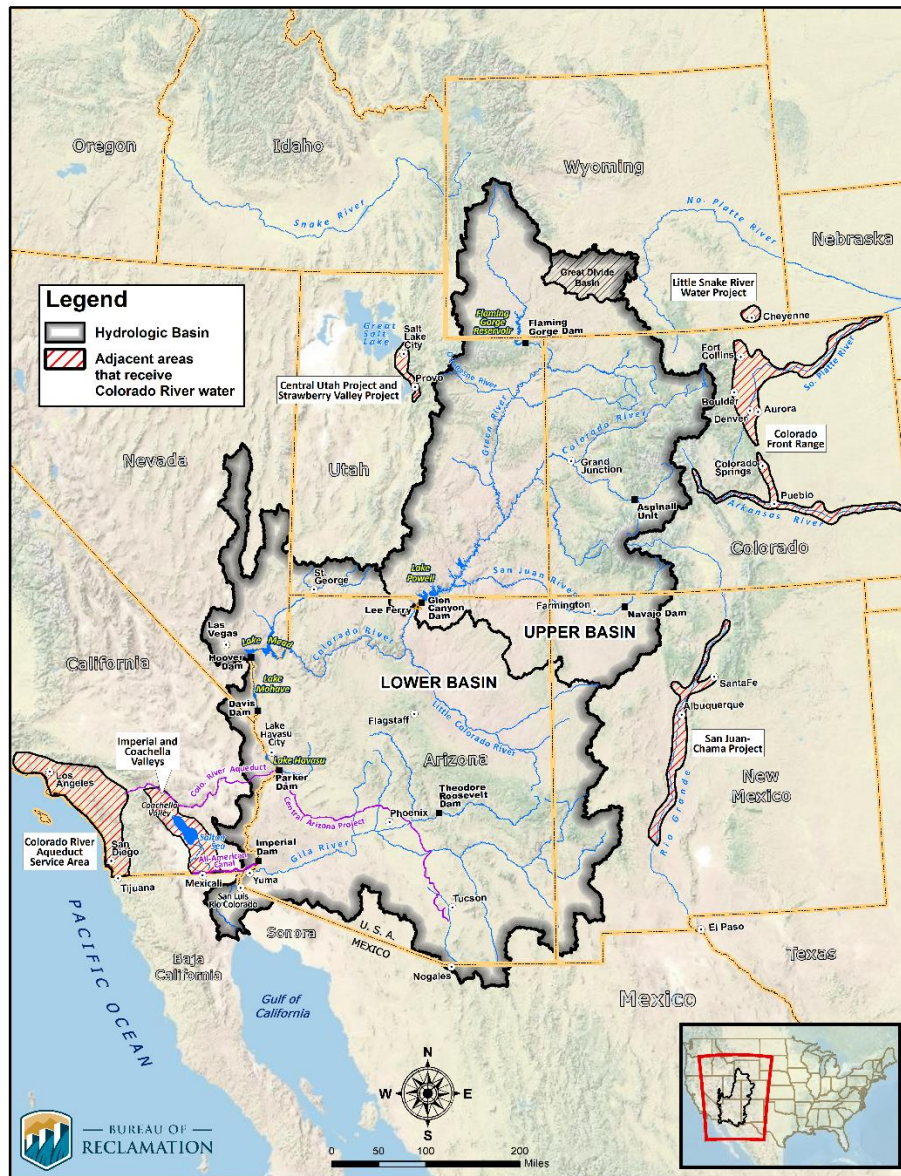 Oregon
Idaho
Wyoming
Snake River
No. Platte River
Nebraska
Great Divide
Basin
Little Snake River
Water Project
Cheyenne
Legend
Hydrologic Basin
Adjacent areas
that receive
Colorado River water
Great
Salt
Lake
Salt
Lake
City
Provo
Flaming
Gorge
Reservoir
Flaming
Gorge Dam
Central Utah Project and
Strawberry Valley Project
Duchesne River
Green River
Fort
Collins
So. Platte River
Boulder
Denver
Aurora
Colorado
Front Range
Colorado River
Grand
Junction
Colorado
Springs
Pueblo
Aspinall
Unit
Arkansas River
Colorado
Nevada
Utah
St.
George
Lake
Powell
San Juan River
Lee Ferry
Glen
Canyon
Dam
Farmington
Navajo Dam
UPPER BASIN
Las
Vegas
Lake Mead
Hoover
Dam
Colorado River
California
Lake
Mohave
LOWER BASIN
Davis
Dam
Flagstaff
Little Colorado River
SantaFe
Albuquerque
San Juan-
Chama Project
Lake
Havasu
City
Imperial and
Coachella
Valleys
Lake Havasu
Arizona
Los
Angeles
Colo. River Aqueduct
Parker
Dam
Central Arizona Project
Theodore
Roosevelt
Dam
Phoenix
New
Mexico
Rio Grande
Coachella
Valley
Salton
Sea
Colorado River
Aqueduct
Service Area
San
Diego
All-American
Canal
Imperial
Dam
Gila River
Tijuana
Mexicali
Yuma
San Luis
Rio Colorado
Tucson
Sonora
U. S. A.
MEXICO
El Paso
Texas
Baja
California
Nogales
Mexico
PACIFIC OCEAN
Gulf of
California
N
W
E
S
BUREAU OF
RECLAMATION
0
50
100
200
Miles